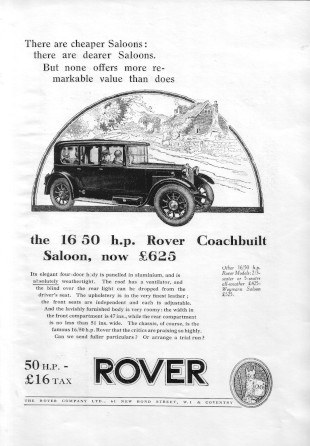 There are cheaper Saloons:
there are dearer Saloons.
But none offers more re-
markable value than does
the 16/50 h.p. Rover Coachbuilt
Saloon, now £625
Its elegant four-door body is panelled in aluminium, and is
absolutely weathertight. The roof has a ventilator, and
the blind over the rear light can be dropped from the
driver's seat. The upholstery is in the very finest leather;
the front seats are independent and each is adjustable.
And the lavishly furnished body is very roomy; the width in
the front compartment is 47 ins., while the rear compartment
is no less than 51 ins. wide. The chassis, of course, is the
famous 16/50 h.p. Rover that the critics are praising so highly.
Can we send fuller particulars? Or arrange a trial run?
Other 16/50 h.p.
Rover Models: 2/3-
seater or 5-seater
£525.
50 H.P. -
£16 TAX
ROVER
THE ROVER COMPANY LTD., 61 NEW BOND STREET, W.1 & COVENTRY